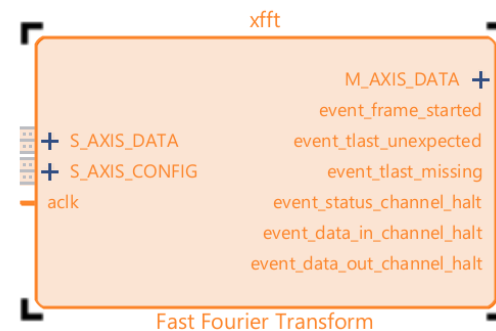 xfft
M_AXIS_DATA
event_frame_started
S_AXIS_DATA
event_tlast_unexpected
S_AXIS_CONFIG
event_tlast_missing
aclk
event_status_channel_halt
event_data_in_channel_halt
event_data_out_channel_halt
Fast Fourier Transform